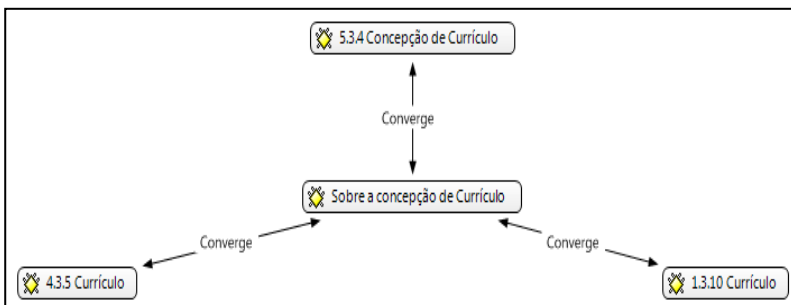 5.3.4 Concepção de Currículo
Converge
Sobre a concepção de Currículo
Converge
Converge
4.3.5 Currículo
1.3.10 Currículo